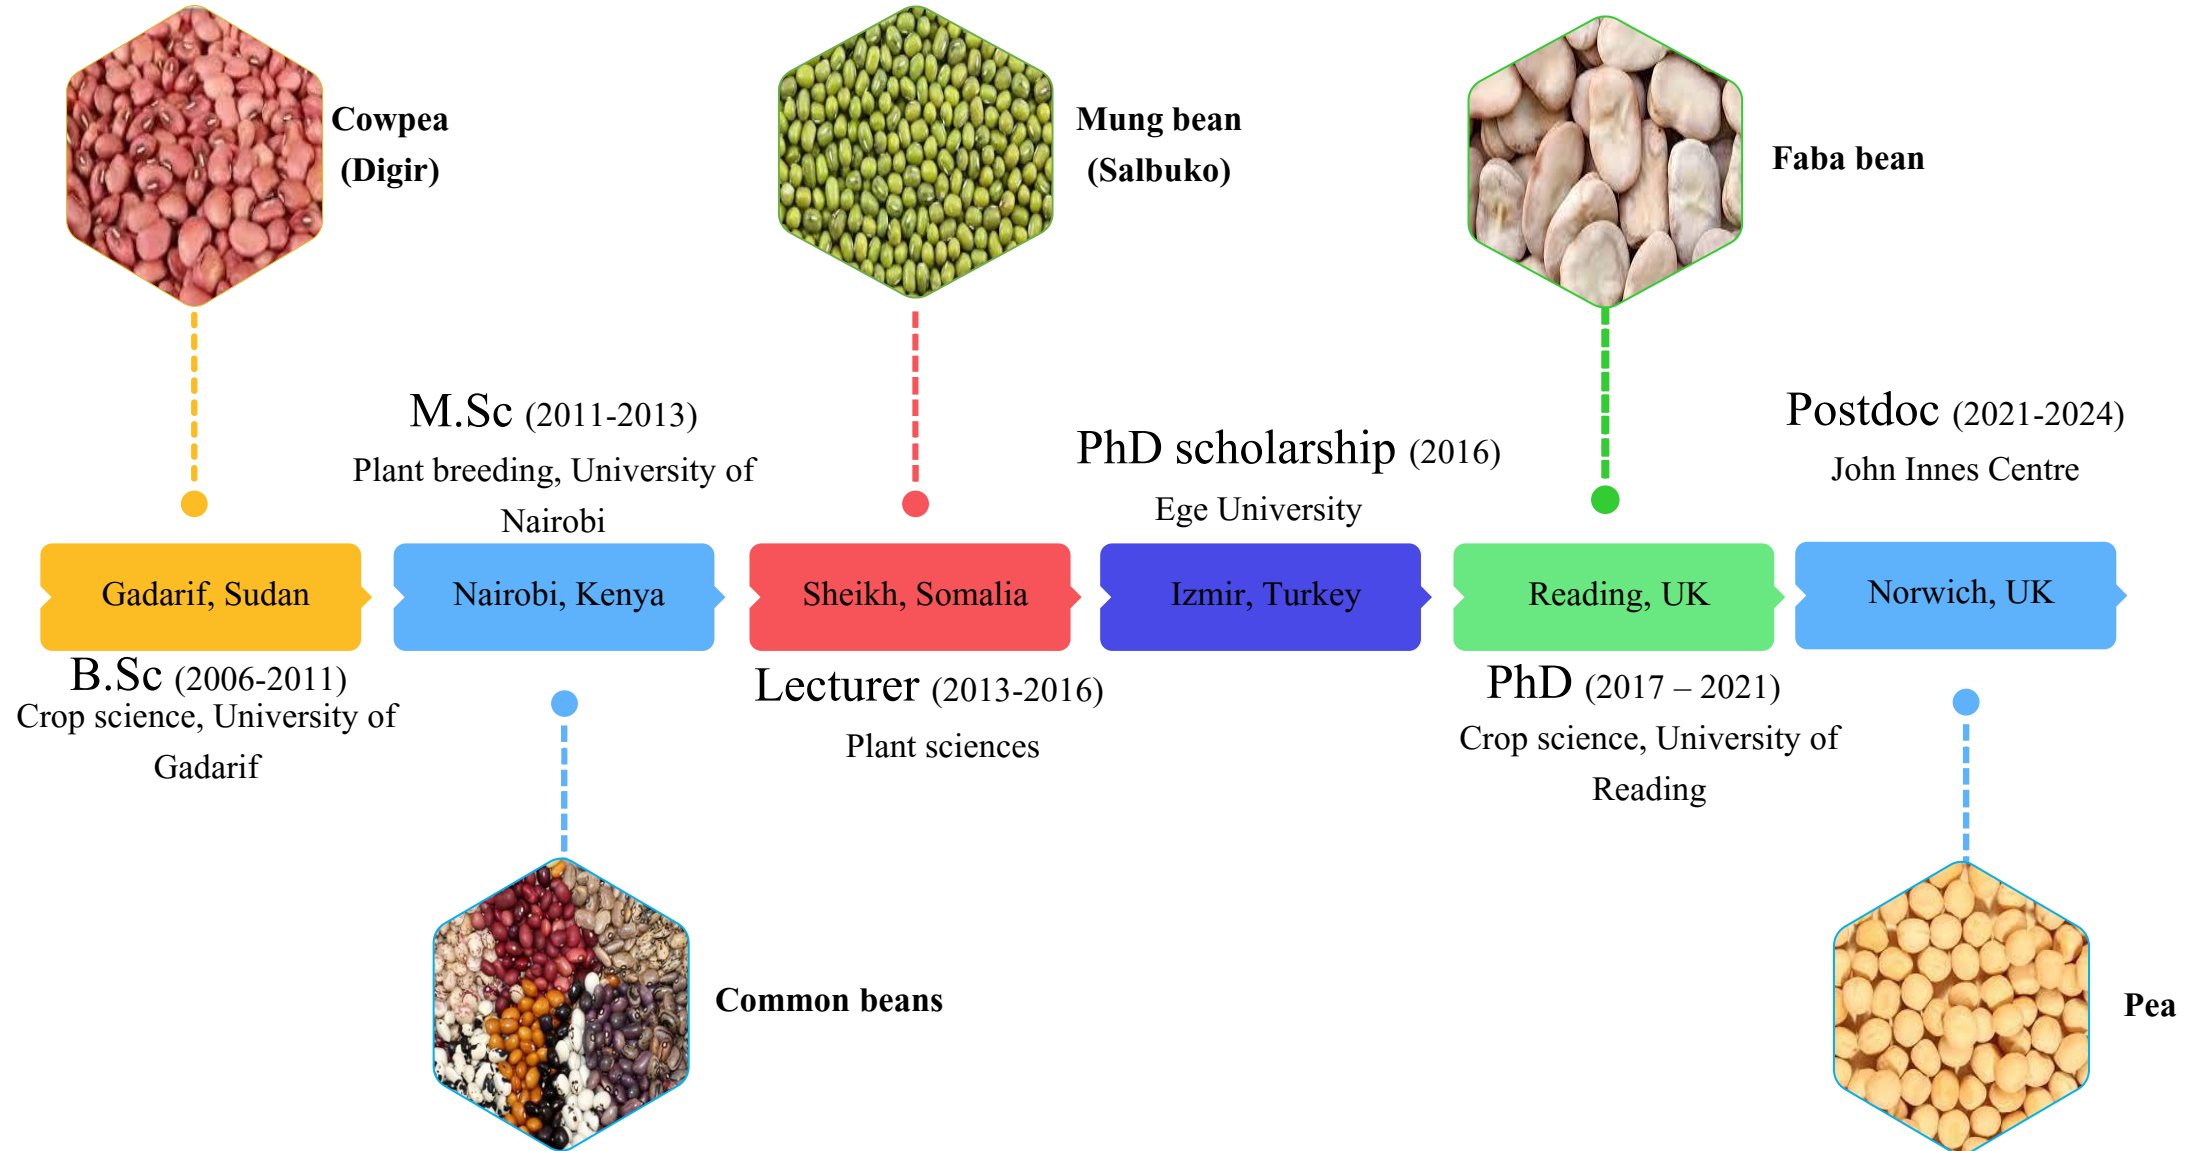 Cowpea
(Digir)
Mung bean
(Salbuko)
Faba bean
M.Sc (2011-2013)
Plant breeding, University of
Nairobi
PhD scholarship (2016)
Ege University
Postdoc (2021-2024)
John Innes Centre
Gadarif, Sudan
Nairobi, Kenya
Sheikh, Somalia
Izmir, Turkey
Reading, UK
Norwich, UK
B.Sc (2006-2011)
Crop science, University of
Gadarif
Lecturer (2013-2016)
Plant sciences
PhD (2017 – 2021)
Crop science, University of
Reading
Common beans
Pea